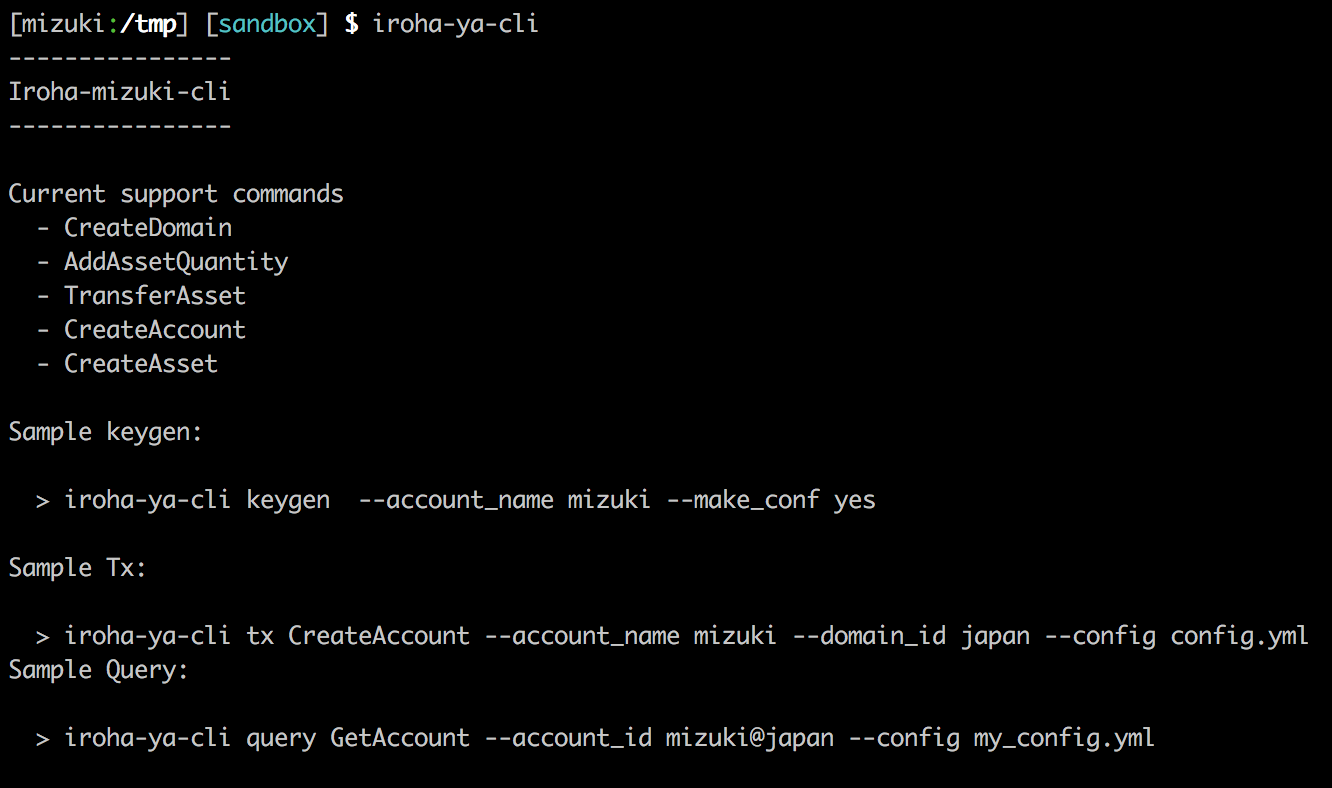 [mizuki:/tmp] [sandbox] $ iroha-ya-cli
----------------
Iroha-mizuki-cli
----------------
Current support commands
- CreateDomain
- AddAssetQuantity
- TransferAsset
- CreateAccount
- CreateAsset
Sample keygen:
> iroha-ya-cli keygen  --account_name mizuki --make_conf yes
Sample Tx:
> iroha-ya-cli tx CreateAccount --account_name mizuki --domain_id japan --config config.yml
Sample Query:
> iroha-ya-cli query GetAccount --account_id mizuki@japan --config my_config.yml